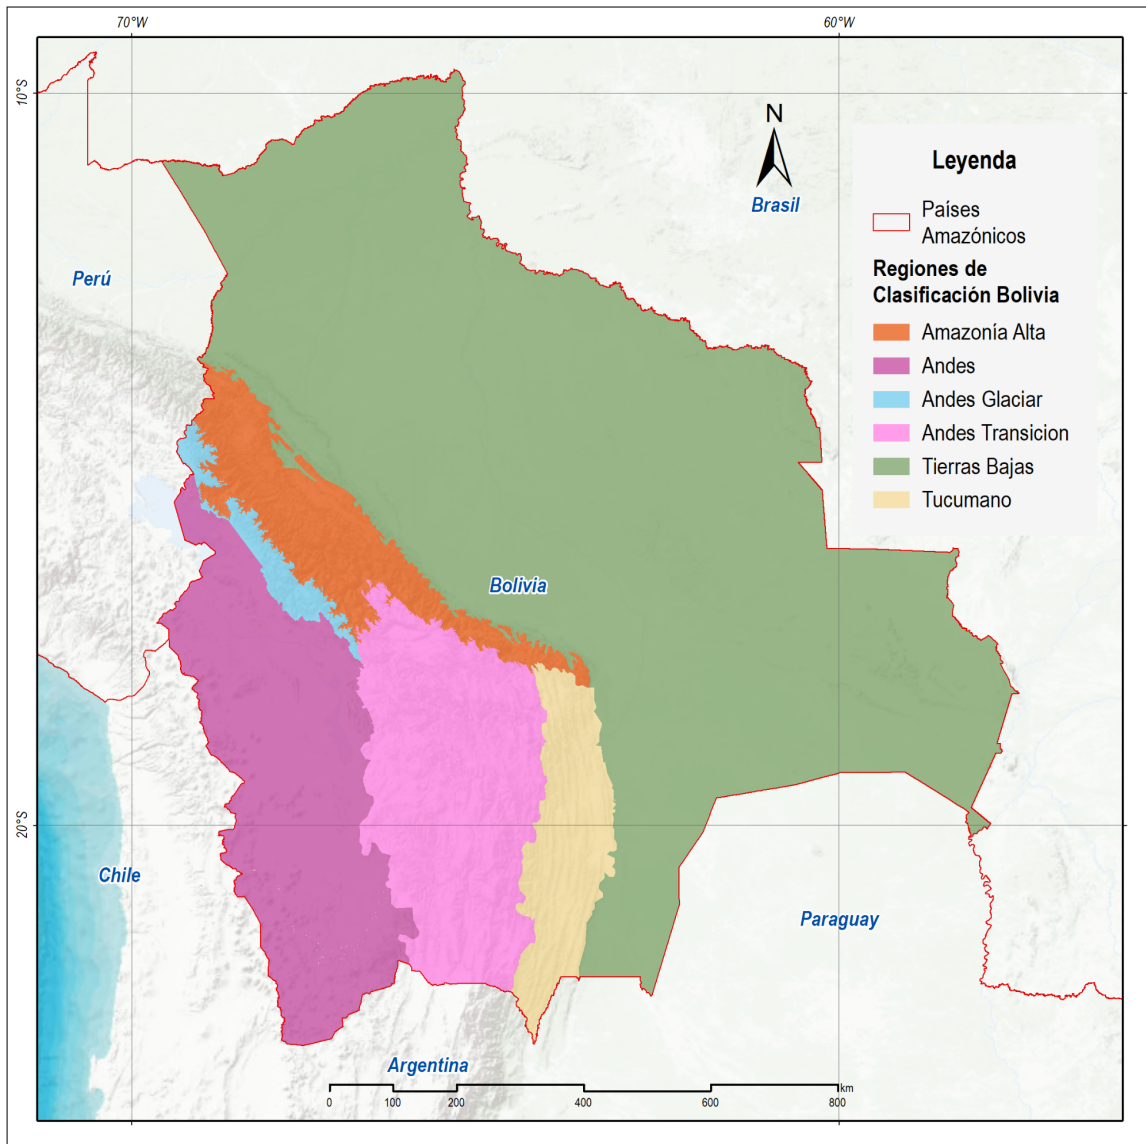 70°W
60°W
10°S
N
Brasil
Leyenda
Países
Amazónicos
Perú
Regiones de
Clasificación Bolivia
Amazonía Alta
Andes
Andes Glaciar
Andes Transicion
Tierras Bajas
Tucumano
Bolivia
20°S
Chile
Paraguay
Argentina
km
0 100 200 400 600 800